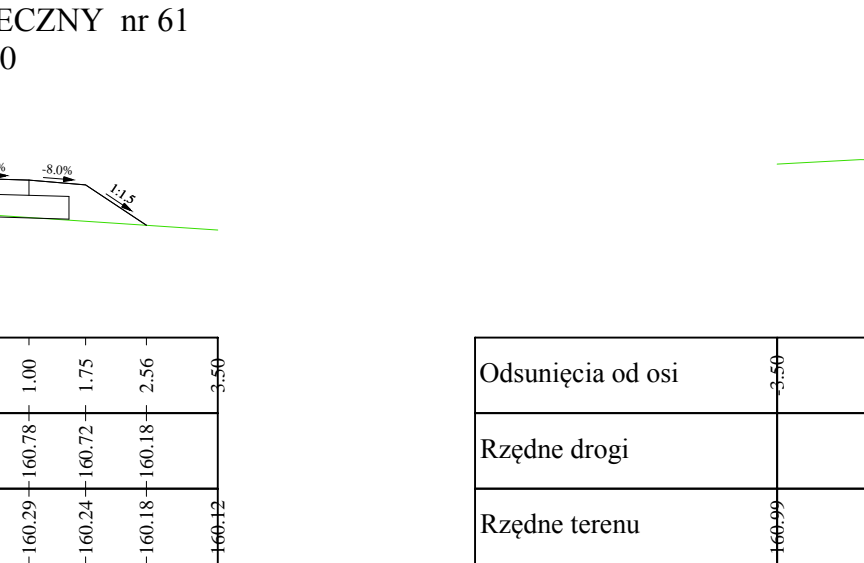 ECZNY nr 61
0
%
-8.0%
1:1.5
1.00 1.75 2.56 3.50
160.78 160.72 160.18
160.29 160.24 160.18 160.12
Odsunięcia od osi -3.50
Rzędne drogi
Rzędne terenu 160.99